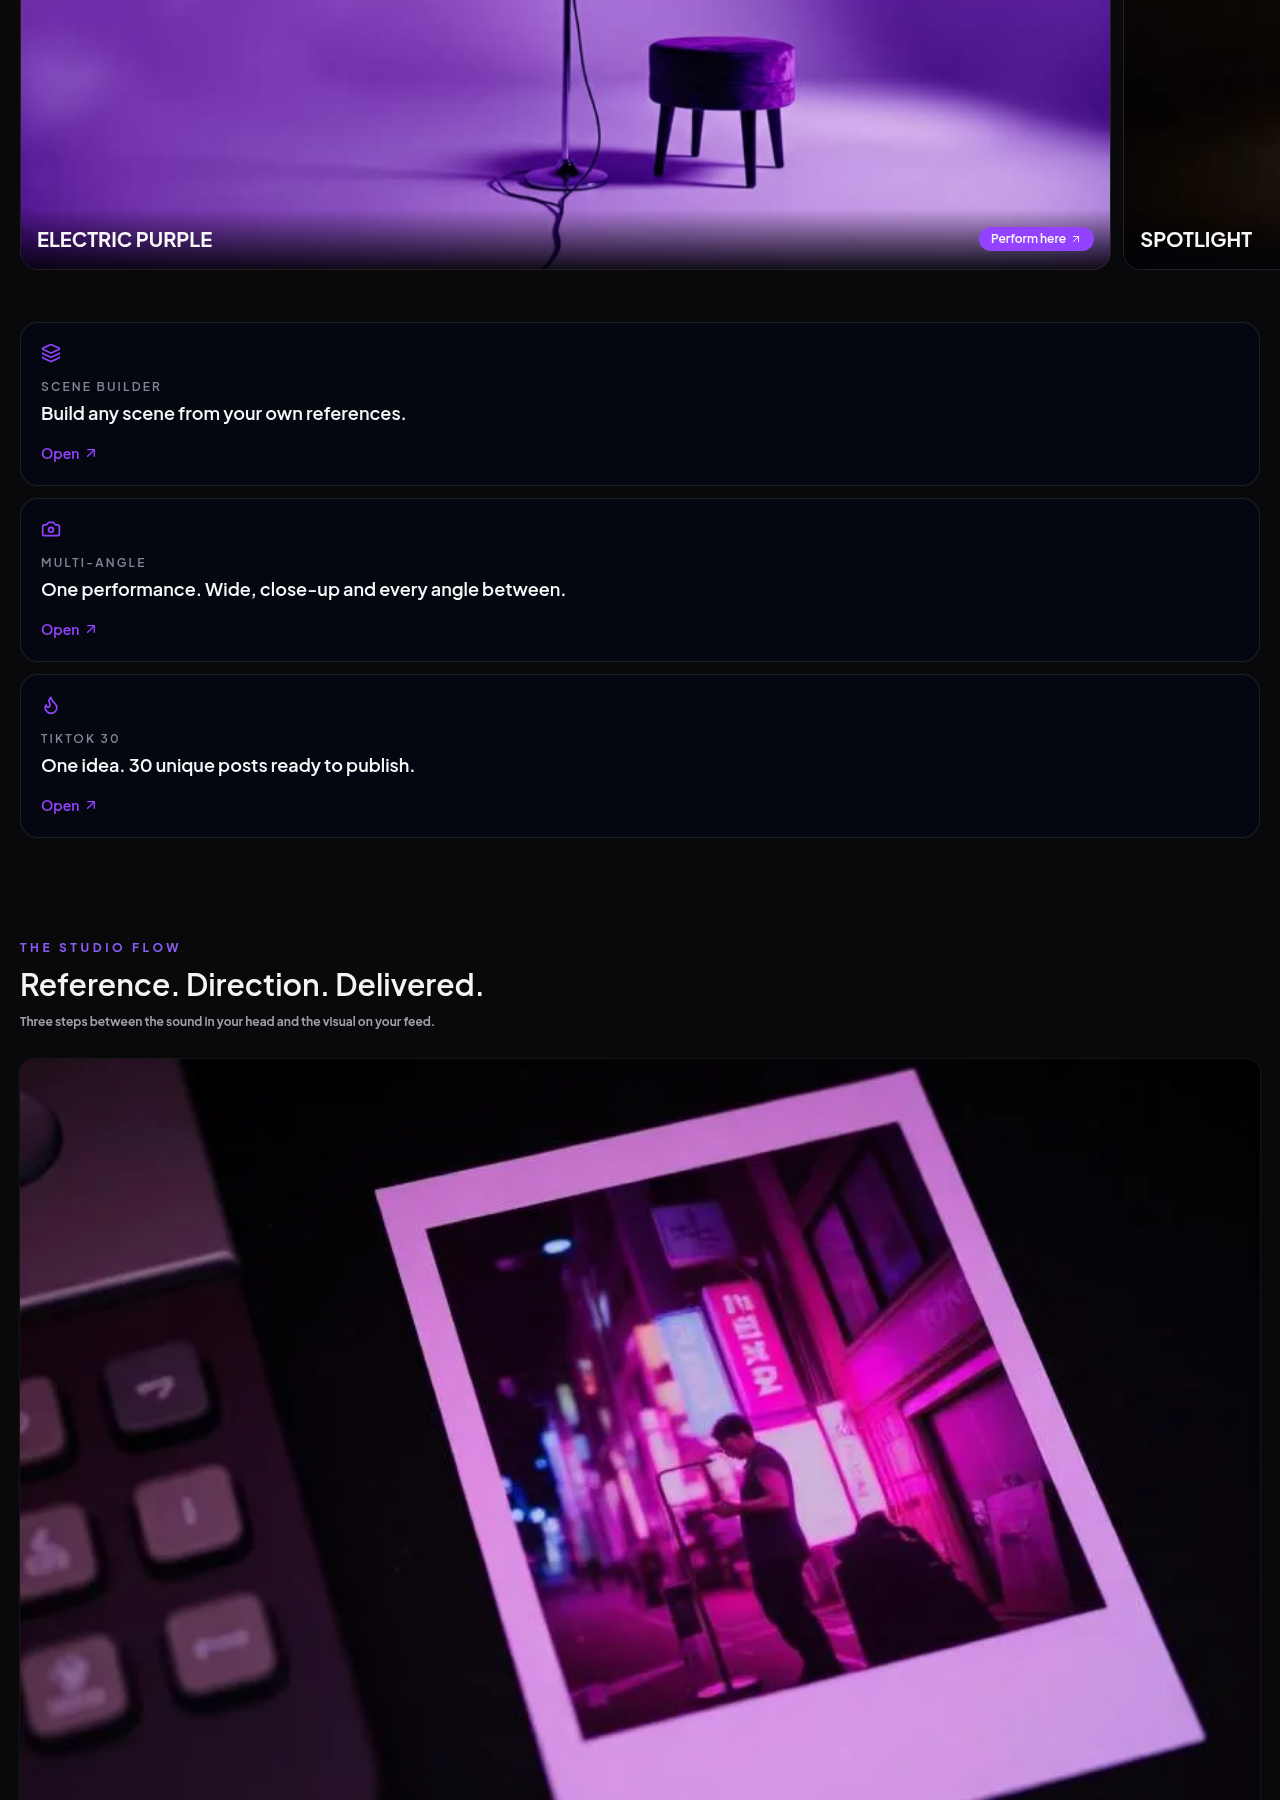 ELECTRIC PURPLE
Perform here
SPOTLIGHT
SCENE BUILDER
Build any scene from your own references.
Open
MULTI-ANGLE
One performance. Wide, close-up and every angle between.
Open
TIKTOK 30
One idea. 30 unique posts ready to publish.
Open
THE STUDIO FLOW
Reference. Direction. Delivered.
Three steps between the sound in your head and the visual on your feed.